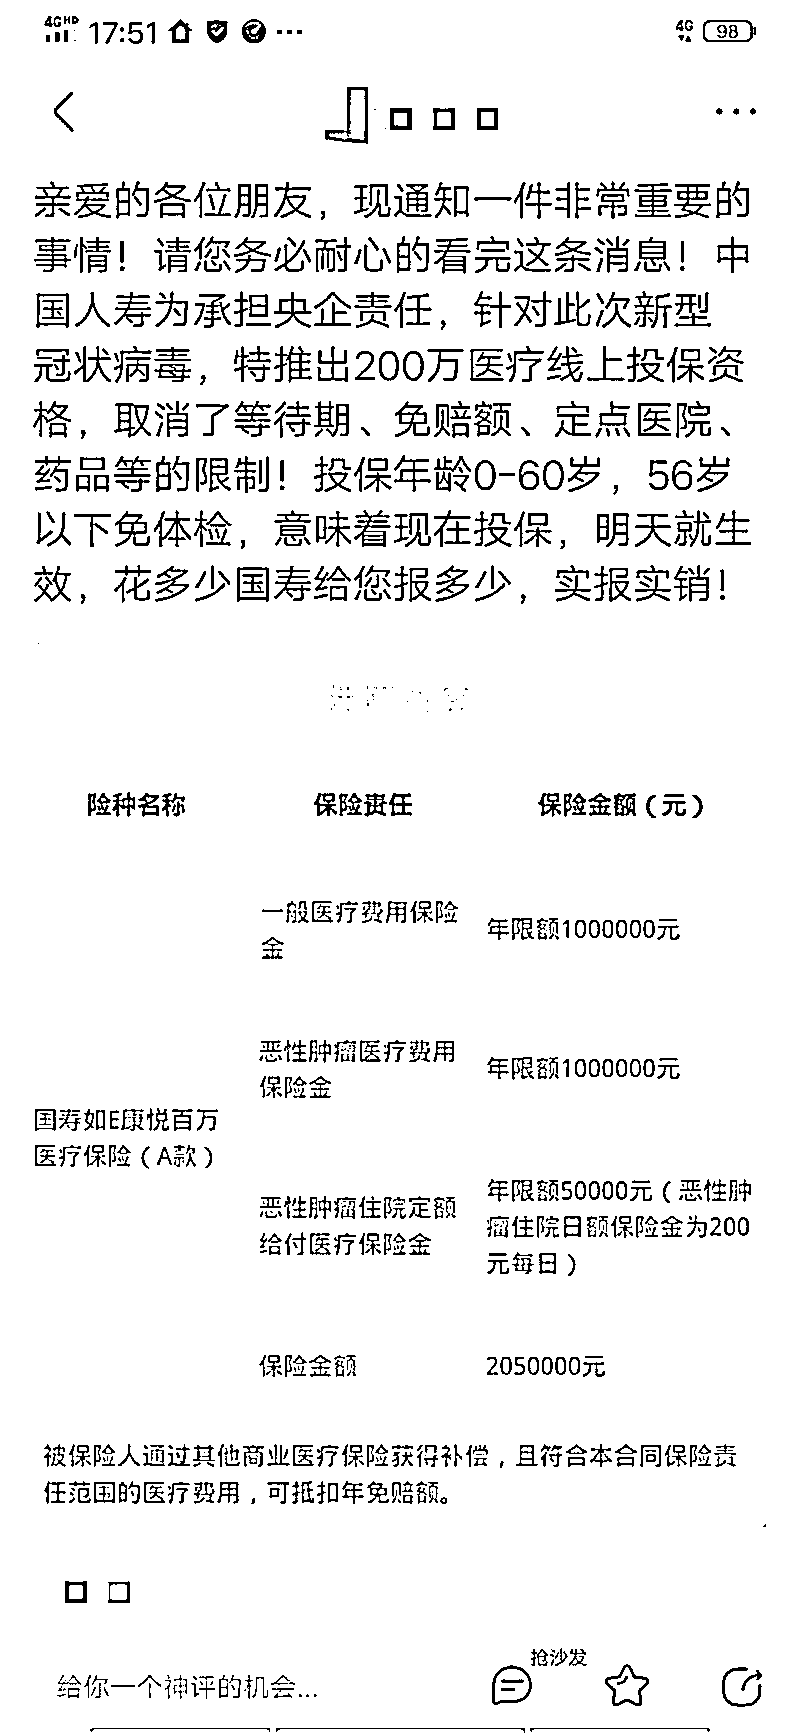 4G HD 17:51 ... 4G 98
亲爱的各位朋友，现通知一件非常重要的
事情！请您务必耐心的看完这条消息！中
国人寿为承担央企责任，针对此次新型
冠状病毒，特推出200万医疗线上投保资
格，取消了等待期、免赔额、定点医院、
药品等的限制！投保年龄0-60岁，56岁
以下免体检，意味着现在投保，明天就生
效，花多少国寿给您报多少，实报实销！
险种名称 保险责任 保险金额（元）
一般医疗费用保险
金
年限额1000000元
恶性肿瘤医疗费用
保险金
年限额1000000元
国寿如E康悦百万
医疗保险（A款）
恶性肿瘤住院定额
给付医疗保险金
年限额50000元（恶性肿
瘤住院日额保险金为200
元每日）
保险金额 2050000元
被保险人通过其他商业医疗保险获得补偿，且符合本合同保险责
任范围的医疗费用，可抵扣年免赔额。
给你一个神评的机会...
抢沙发